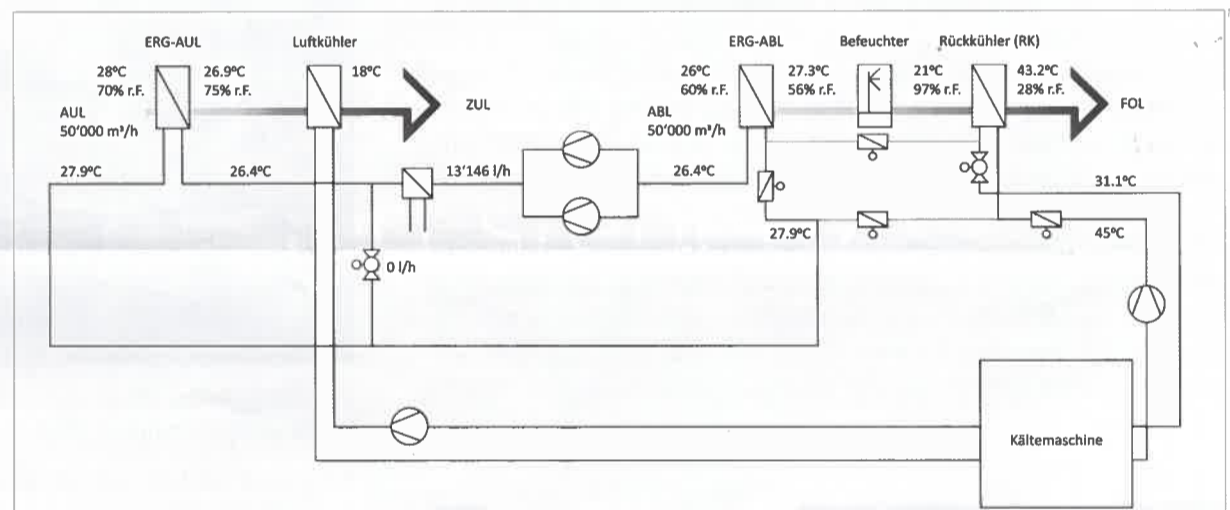 ERG-AUL
Luftkühler
ERG-ABL
Befeuchter
Rückkühler (RK)
28°C
70% r.F.
26.9°C
75% r.F.
18°C
26°C
60% r.F.
27.3°C
56% r.F.
21°C
97% r.F.
43.2°C
28% r.F.
AUL
50'000 m³/h
ZUL
ABL
50'000 m³/h
FOL
27.9°C
26.4°C
13'146 l/h
26.4°C
31.1°C
27.9°C
45°C
0 l/h
Kältemaschine